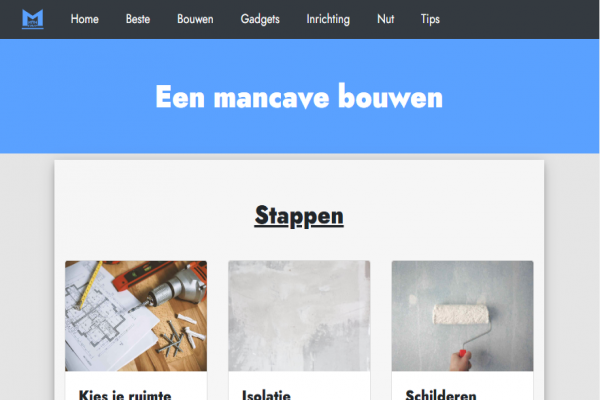 Home Beste Bouwen Gadgets Inrichting Nut Tips
Een mancave bouwen
Stappen
Kies je ruimte Isolatie Schilderen